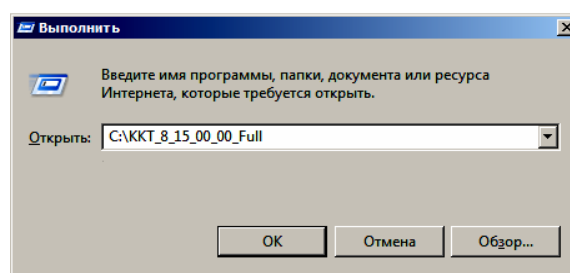 Выполнить
Введите имя программы, папки, документа или ресурса
Интернета, которые требуется открыть.
Открыть: C:\KKT_8_15_00_00_Full
OK Отмена Обзор...